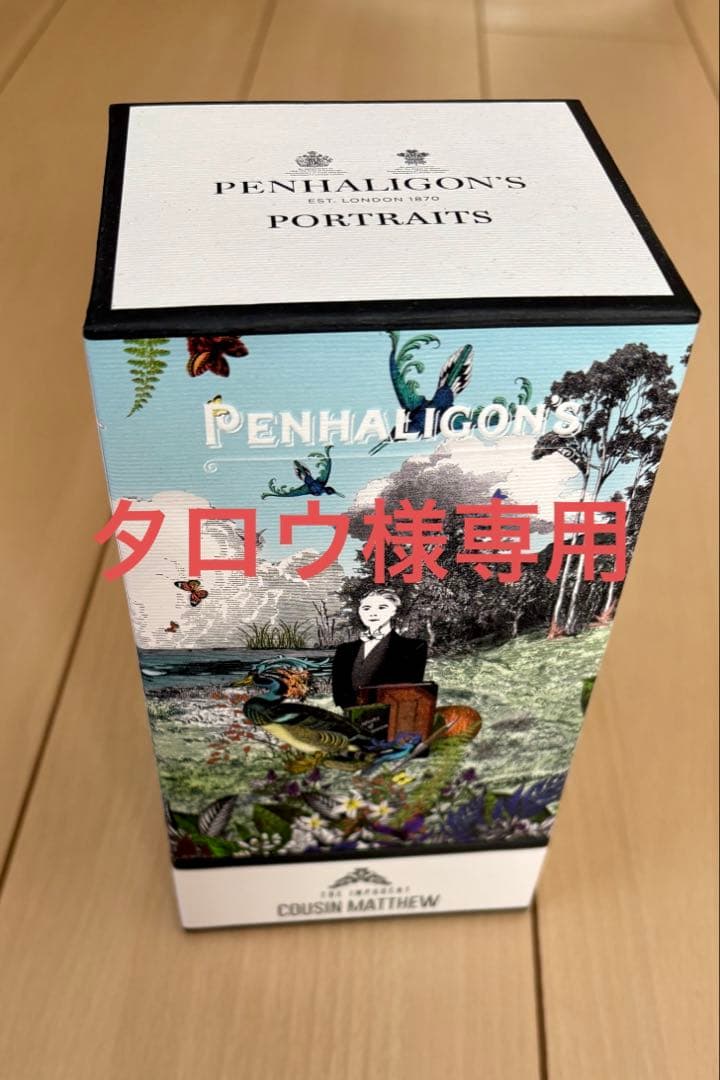 PENHALIGON'S
EST. LONDON 1870
PORTRAITS
PENHALIGON'S
タロウ様専用
THE IMPUDENT
COUSIN MATTHEW